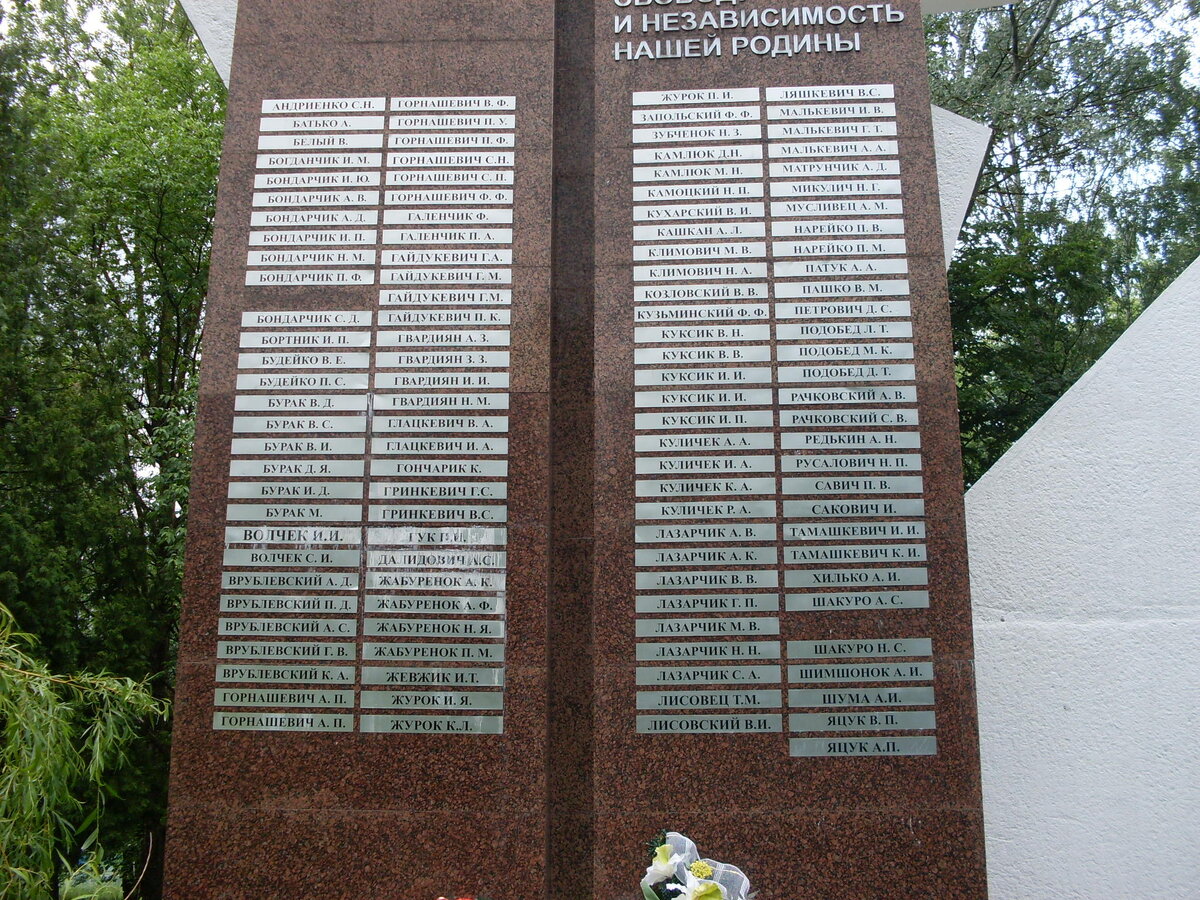 И НЕЗАВИСИМОСТЬ
НАШЕЙ РОДИНЫ
АНДРИЕНКО С.Н.
БАТЬКО А.
БЕЛЫЙ В.
БОГДАНЧИК И. М.
БОНДАРЧИК И. Ю.
БОНДАРЧИК А. В.
БОНДАРЧИК А. Д.
БОНДАРЧИК И. П.
БОНДАРЧИК Н. М.
БОНДАРЧИК П. Ф.
БОНДАРЧИК С. Д.
БОРТНИК И. П.
БУДЕЙКО В. Е.
БУДЕЙКО П. С.
БУРАК В. Д.
БУРАК В. С.
БУРАК В. И.
БУРАК Д. Я.
БУРАК И. Д.
БУРАК М.
ВОЛЧЕК И.И.
ВОЛЧЕК С. И.
ВРУБЛЕВСКИЙ А. Д.
ВРУБЛЕВСКИЙ П. Д.
ВРУБЛЕВСКИЙ А. С.
ВРУБЛЕВСКИЙ Г. В.
ВРУБЛЕВСКИЙ К. А.
ГОРНАШЕВИЧ А. П.
ГОРНАШЕВИЧ А. П.
ГОРНАШЕВИЧ В. Ф.
ГОРНАШЕВИЧ П. У.
ГОРНАШЕВИЧ П. Ф.
ГОРНАШЕВИЧ С.Н.
ГОРНАШЕВИЧ С. П.
ГОРНАШЕВИЧ Ф. Ф.
ГАЛЕНЧИК Ф.
ГАЛЕНЧИК П. А.
ГАЙДУКЕВИЧ Г.А.
ГАЙДУКЕВИЧ Г. М.
ГАЙДУКЕВИЧ Г.М.
ГАЙДУКЕВИЧ П. К.
ГВАРДИЯН А. З.
ГВАРДИЯН З. З.
ГВАРДИЯН И. И.
ГВАРДИЯН Н. М.
ГЛАЦКЕВИЧ В. А.
ГЛАЦКЕВИЧ И. А.
ГОНЧАРИК К.
ГРИНКЕВИЧ Г.С.
ГРИНКЕВИЧ В.С.
ГУК В.И.
ДАЛИДОВИЧ А.С.
ЖАБУРЕНОК А. К.
ЖАБУРЕНОК А. Ф.
ЖАБУРЕНОК Н. Я.
ЖАБУРЕНОК П. М.
ЖЕВЖИК И.Т.
ЖУРОК И. Я.
ЖУРОК К.Л.
ЖУРОК П. И.
ЗАПОЛЬСКИЙ Ф. Ф.
ЗУБЧЕНОК Н. З.
КАМЛЮК Д.Н.
КАМЛЮК М. Н.
КАМОЦКИЙ Н. П.
КУХАРСКИЙ В. И.
КАШКАН А. Л.
КЛИМОВИЧ М. В.
КЛИМОВИЧ Н. А.
КОЗЛОВСКИЙ В. В.
КУЗЬМИНСКИЙ Ф. Ф.
КУКСИК В. Н.
КУКСИК В. В.
КУКСИК И. И.
КУКСИК И. И.
КУКСИК И. П.
КУЛИЧЕК А. А.
КУЛИЧЕК И. А.
КУЛИЧЕК К. А.
КУЛИЧЕК Р. А.
ЛАЗАРЧИК А. В.
ЛАЗАРЧИК А. К.
ЛАЗАРЧИК В. В.
ЛАЗАРЧИК Г. П.
ЛАЗАРЧИК М. В.
ЛАЗАРЧИК Н. Н.
ЛАЗАРЧИК С. А.
ЛИСОВЕЦ Т.М.
ЛИСОВСКИЙ В.И.
ЛЯШКЕВИЧ В.С.
МАЛЬКЕВИЧ И. В.
МАЛЬКЕВИЧ Г. Т.
МАЛЬКЕВИЧ А. А.
МАТРУНЧИК А. Д.
МИКУЛИЧ Н. Г.
МУСЛИВЕЦ А. М.
НАРЕЙКО П. В.
НАРЕЙКО П. М.
ПАТУК А. А.
ПАШКО В. М.
ПЕТРОВИЧ Д. С.
ПОДОБЕД Л. Т.
ПОДОБЕД М. К.
ПОДОБЕД Д. Т.
РАЧКОВСКИЙ А. В.
РАЧКОВСКИЙ С. В.
РЕДЬКИН А. Н.
РУСАЛОВИЧ Н. П.
САВИЧ П. В.
САКОВИЧ И.
ТАМАШКЕВИЧ И. И.
ТАМАШКЕВИЧ К. И.
ХИЛЬКО А. И.
ШАКУРО А. С.
ШАКУРО Н. С.
ШИМШОНОК А. И.
ШУМА А.И.
ЯЦУК В. П.
ЯЦУК А.П.